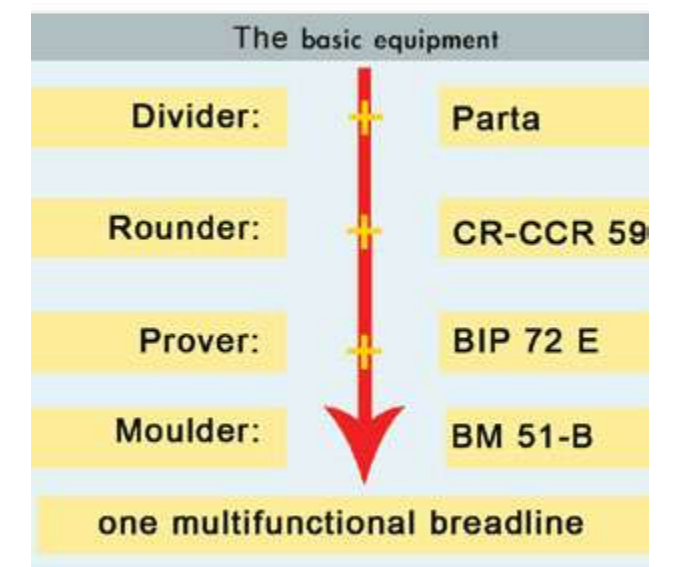 The basic equipment
Divider: Parta
Rounder: CR-CCR 59
Prover: BIP 72 E
Moulder: BM 51-B
one multifunctional breadline